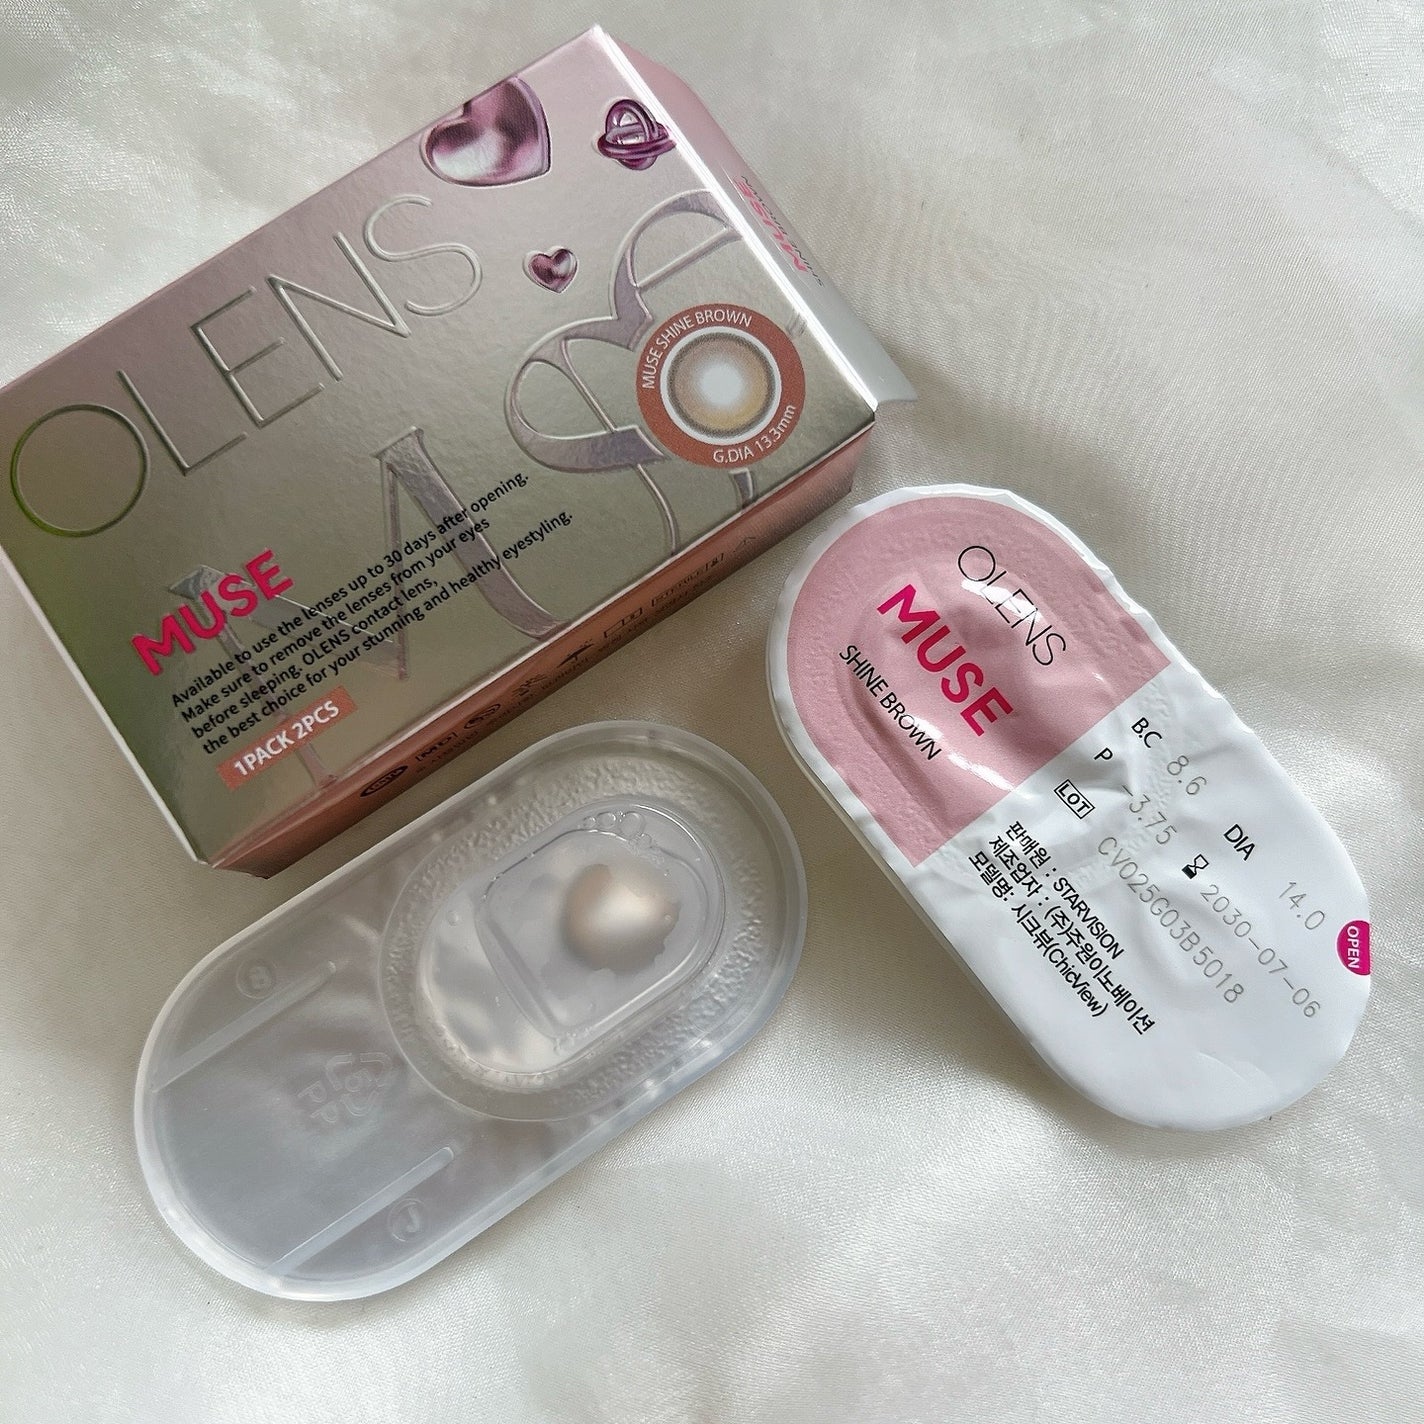 OLENS
MUSE
MUSE SHINE BROWN
G.DIA 13.3mm
MUSE
Available to use the lenses up to 30 days after opening.
Make sure to remove the lenses from your eyes
before sleeping. OLENS contact lens,
the best choice for your stunning and healthy eyestyling.
1PACK 2PCS
MUSE
OLENS
MUSE
SHINE BROWN
B.C 8.6
DIA 14.0
P -3.75
2030-07-06
LOT CV025G03B5018
판매원 : STARVISION
제조업자 : (주)주원이노베이션
모델명: 시크뷰(ChicView)
OPEN
PP
J